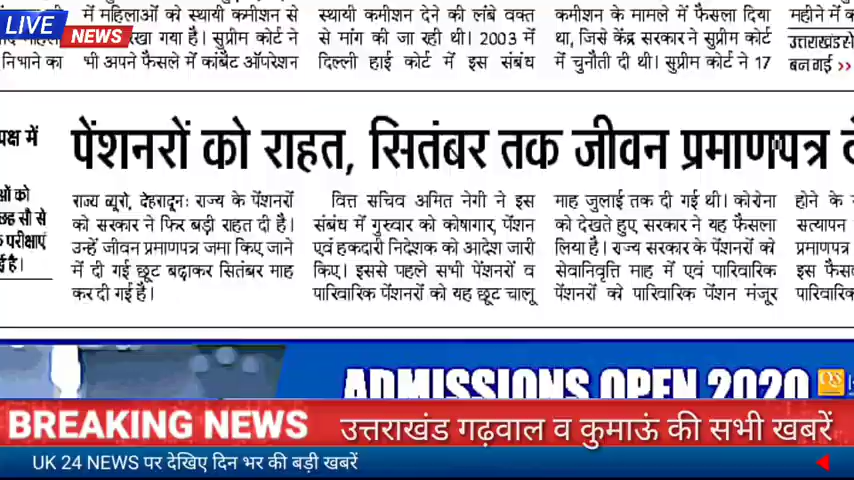 LIVE
NEWS
में महिलाओं को स्थायी कमीशन से
रखा गया है। सुप्रीम कोर्ट ने
निभाने का
भी अपने फैसले में कांबैट ऑपरेशन
स्थायी कमीशन देने की लंबे वक्त
से मांग की जा रही थी। 2003 में
दिल्ली हाई कोर्ट में इस संबंध
कमीशन के मामले में फैसला दिया
था, जिसे केंद्र सरकार ने सुप्रीम कोर्ट
में चुनौती दी थी। सुप्रीम कोर्ट ने 17
महीने में
उत्तराखंड से
बन गई >>
पक्ष में
ओं को
छह सौ से
परीक्षाएं
ई है।
पेंशनरों को राहत, सितंबर तक जीवन प्रमाणपत्र
राज्य ब्यूरो, देहरादून: राज्य के पेंशनरों
को सरकार ने फिर बड़ी राहत दी है।
उन्हें जीवन प्रमाणपत्र जमा किए जाने
में दी गई छूट बढ़ाकर सितंबर माह
कर दी गई है।
वित्त सचिव अमित नेगी ने इस
संबंध में गुरुवार को कोषागार, पेंशन
एवं हकदारी निदेशक को आदेश जारी
किए। इससे पहले सभी पेंशनरों व
पारिवारिक पेंशनरों को यह छूट चालू
माह जुलाई तक दी गई थी। कोरोना
को देखते हुए सरकार ने यह फैसला
लिया है। राज्य सरकार के पेंशनरों को
सेवानिवृत्ति माह में एवं पारिवारिक
पेंशनरों को पारिवारिक पेंशन मंजूर
होने के
सत्यापन
प्रमाणपत्र
इस फैस
पारिवारिक
ADMISSIONS OPEN 2020
BREAKING NEWS
उत्तराखंड गढ़वाल व कुमाऊं की सभी खबरें
UK 24 NEWS पर देखिए दिन भर की बड़ी खबरें